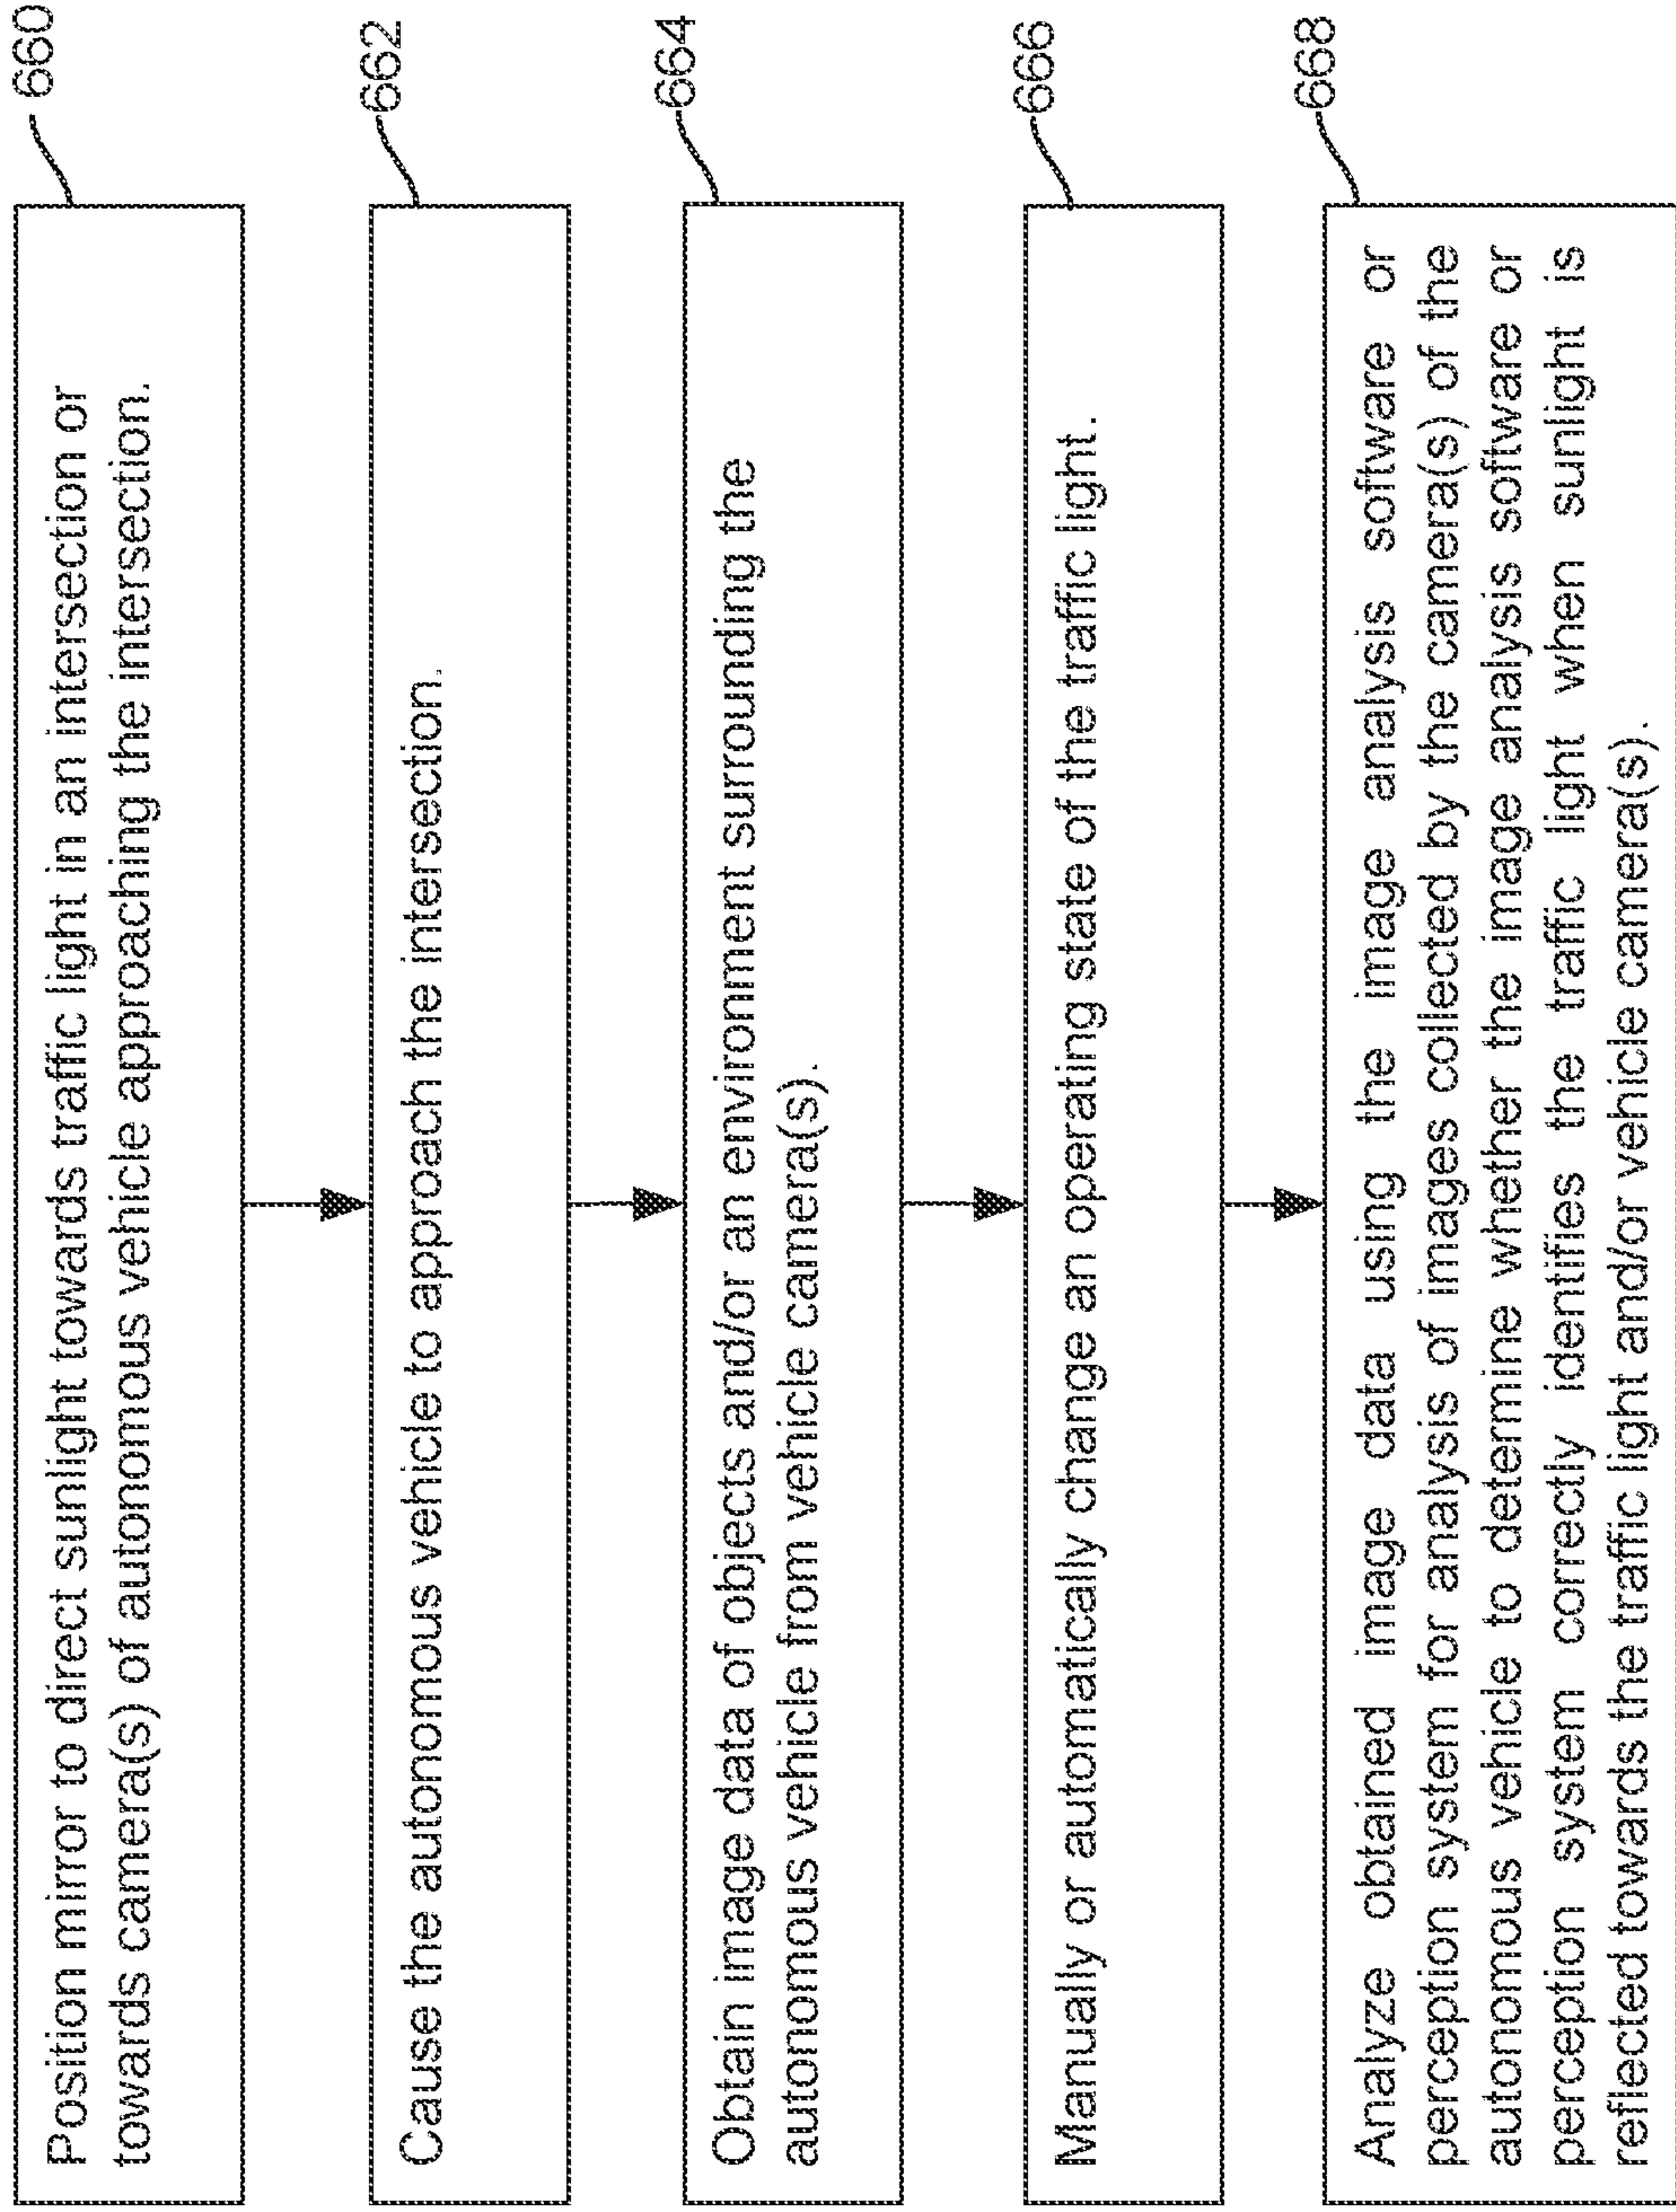 660
Position mirror to direct sunlight towards traffic light in an intersection or
towards camera(s) of autonomous vehicle approaching the intersection.
662
Cause the autonomous vehicle to approach the intersection.
664
Obtain image data of objects and/or an environment surrounding the
autonomous vehicle from vehicle camera(s).
666
Manually or automatically change an operating state of the traffic light.
668
Analyze obtained image data using the image analysis software or
perception system for analysis of images collected by the camera(s) of the
autonomous vehicle to determine whether the image analysis software or
perception system correctly identifies the traffic light when sunlight is
reflected towards the traffic light and/or vehicle camera(s).